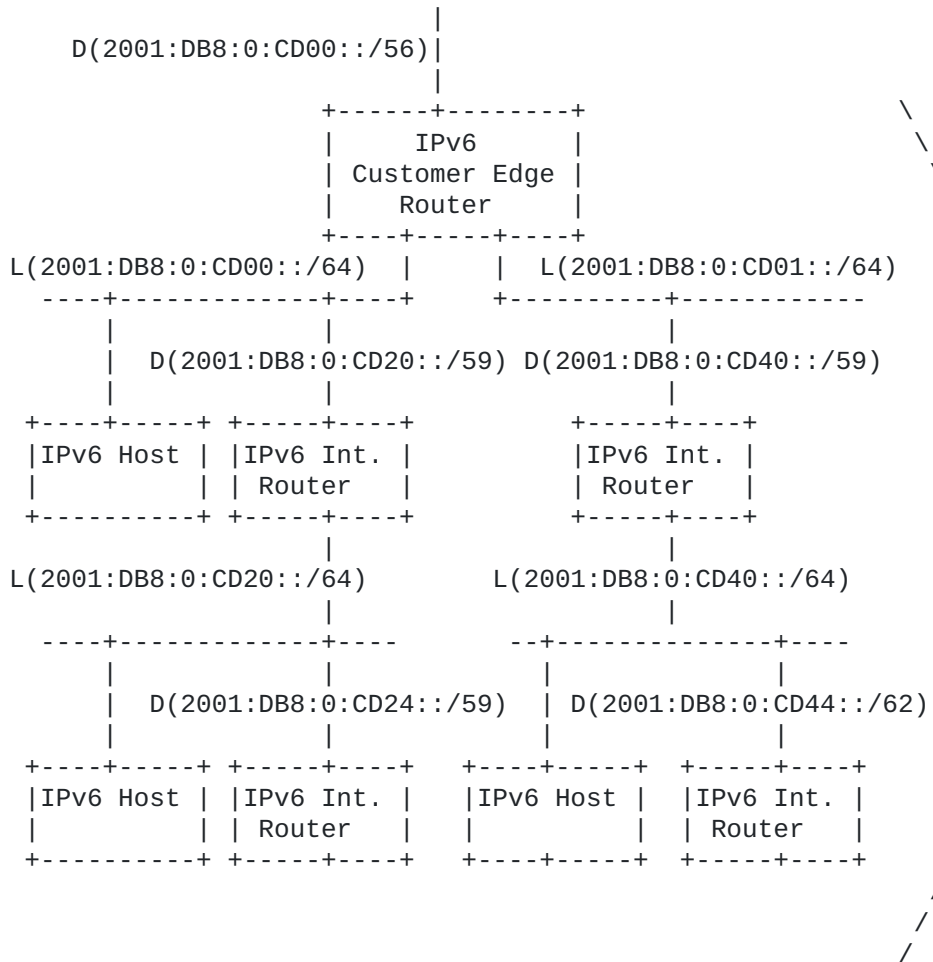 D(2001:DB8:0:CD00::/56)
IPv6
Customer Edge
Router
L(2001:DB8:0:CD00::/64) L(2001:DB8:0:CD01::/64)
D(2001:DB8:0:CD20::/59) D(2001:DB8:0:CD40::/59)
IPv6 Host IPv6 Int. IPv6 Int.
Router Router
L(2001:DB8:0:CD20::/64) L(2001:DB8:0:CD40::/64)
D(2001:DB8:0:CD24::/59) D(2001:DB8:0:CD44::/62)
IPv6 Host IPv6 Int. IPv6 Host IPv6 Int.
Router Router